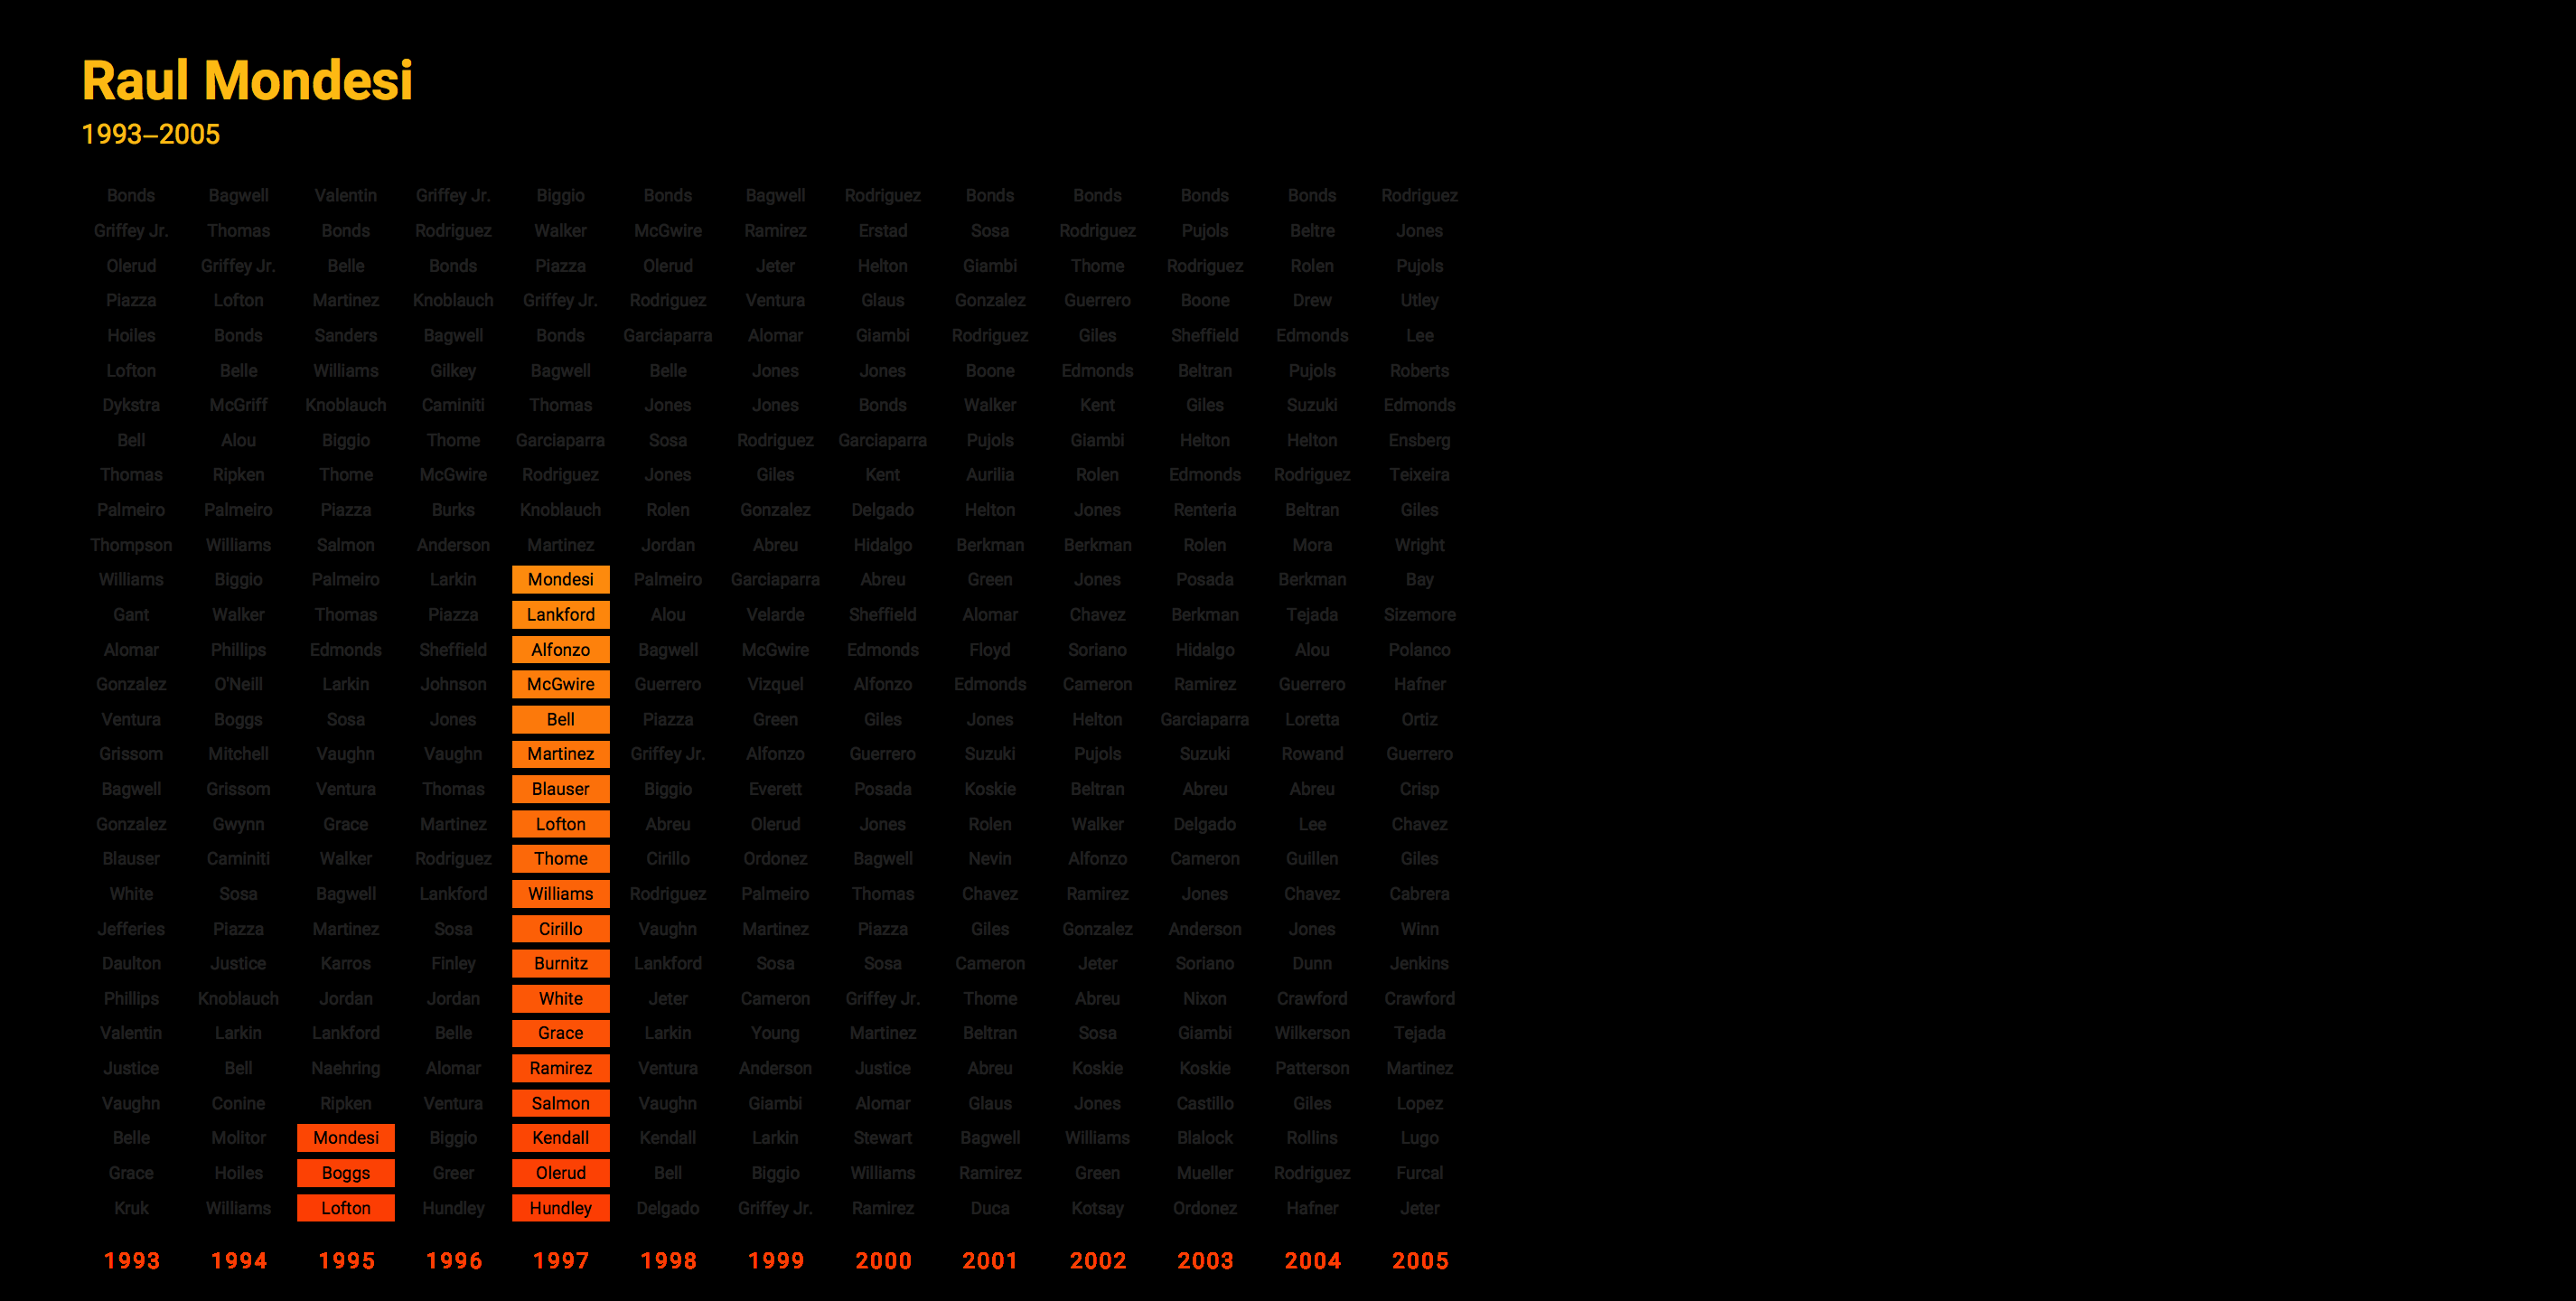 Raul Mondesi
1993–2005
Bonds Bagwell Valentin Griffey Jr. Biggio Bonds Bagwell Rodriguez Bonds Bonds Bonds Bonds Rodriguez
Griffey Jr. Thomas Bonds Rodriguez Walker McGwire Ramirez Erstad Sosa Rodriguez Pujols Beltre Jones
Olerud Griffey Jr. Belle Bonds Piazza Olerud Jeter Helton Giambi Thome Rodriguez Rolen Pujols
Piazza Lofton Martinez Knoblauch Griffey Jr. Rodriguez Ventura Glaus Gonzalez Guerrero Boone Drew Utley
Hoiles Bonds Sanders Bagwell Bonds Garciaparra Alomar Giambi Rodriguez Giles Sheffield Edmonds Lee
Lofton Belle Williams Gilkey Bagwell Belle Jones Jones Boone Edmonds Beltran Pujols Roberts
Dykstra McGriff Knoblauch Caminiti Thomas Jones Jones Bonds Walker Kent Giles Suzuki Edmonds
Bell Alou Biggio Thome Garciaparra Sosa Rodriguez Garciaparra Pujols Giambi Helton Helton Ensberg
Thomas Ripken Thome McGwire Rodriguez Jones Giles Kent Aurilia Rolen Edmonds Rodriguez Teixeira
Palmeiro Palmeiro Piazza Burks Knoblauch Rolen Gonzalez Delgado Helton Jones Renteria Beltran Giles
Thompson Williams Salmon Anderson Martinez Jordan Abreu Hidalgo Berkman Berkman Rolen Mora Wright
Williams Biggio Palmeiro Larkin Mondesi Palmeiro Garciaparra Abreu Green Jones Posada Berkman Bay
Gant Walker Thomas Piazza Lankford Alou Velarde Sheffield Alomar Chavez Berkman Tejada Sizemore
Alomar Phillips Edmonds Sheffield Alfonzo Bagwell McGwire Edmonds Floyd Soriano Hidalgo Alou Polanco
Gonzalez O'Neill Larkin Johnson McGwire Guerrero Vizquel Alfonzo Edmonds Cameron Ramirez Guerrero Hafner
Ventura Boggs Sosa Jones Bell Piazza Green Giles Jones Helton Garciaparra Loretta Ortiz
Grissom Mitchell Vaughn Vaughn Martinez Griffey Jr. Alfonzo Guerrero Suzuki Pujols Suzuki Rowand Guerrero
Bagwell Grissom Ventura Thomas Blauser Biggio Everett Posada Koskie Beltran Abreu Abreu Crisp
Gonzalez Gwynn Grace Martinez Lofton Abreu Olerud Jones Rolen Walker Delgado Lee Chavez
Blauser Caminiti Walker Rodriguez Thome Cirillo Ordonez Bagwell Nevin Alfonzo Cameron Guillen Giles
White Sosa Bagwell Lankford Williams Rodriguez Palmeiro Thomas Chavez Ramirez Jones Chavez Cabrera
Jefferies Piazza Martinez Sosa Cirillo Vaughn Martinez Piazza Giles Gonzalez Anderson Jones Winn
Daulton Justice Karros Finley Burnitz Lankford Sosa Sosa Cameron Jeter Soriano Dunn Jenkins
Phillips Knoblauch Jordan Jordan White Jeter Cameron Griffey Jr. Thome Abreu Nixon Crawford Crawford
Valentin Larkin Lankford Belle Grace Larkin Young Martinez Beltran Sosa Giambi Wilkerson Tejada
Justice Bell Naehring Alomar Ramirez Ventura Anderson Justice Abreu Koskie Koskie Patterson Martinez
Vaughn Conine Ripken Ventura Salmon Vaughn Giambi Alomar Glaus Jones Castillo Giles Lopez
Belle Molitor Mondesi Biggio Kendall Kendall Larkin Stewart Bagwell Williams Blalock Rollins Lugo
Grace Hoiles Boggs Greer Olerud Bell Biggio Williams Ramirez Green Mueller Rodriguez Furcal
Kruk Williams Lofton Hundley Hundley Delgado Griffey Jr. Ramirez Duca Kotsay Ordonez Hafner Jeter
1993 1994 1995 1996 1997 1998 1999 2000 2001 2002 2003 2004 2005